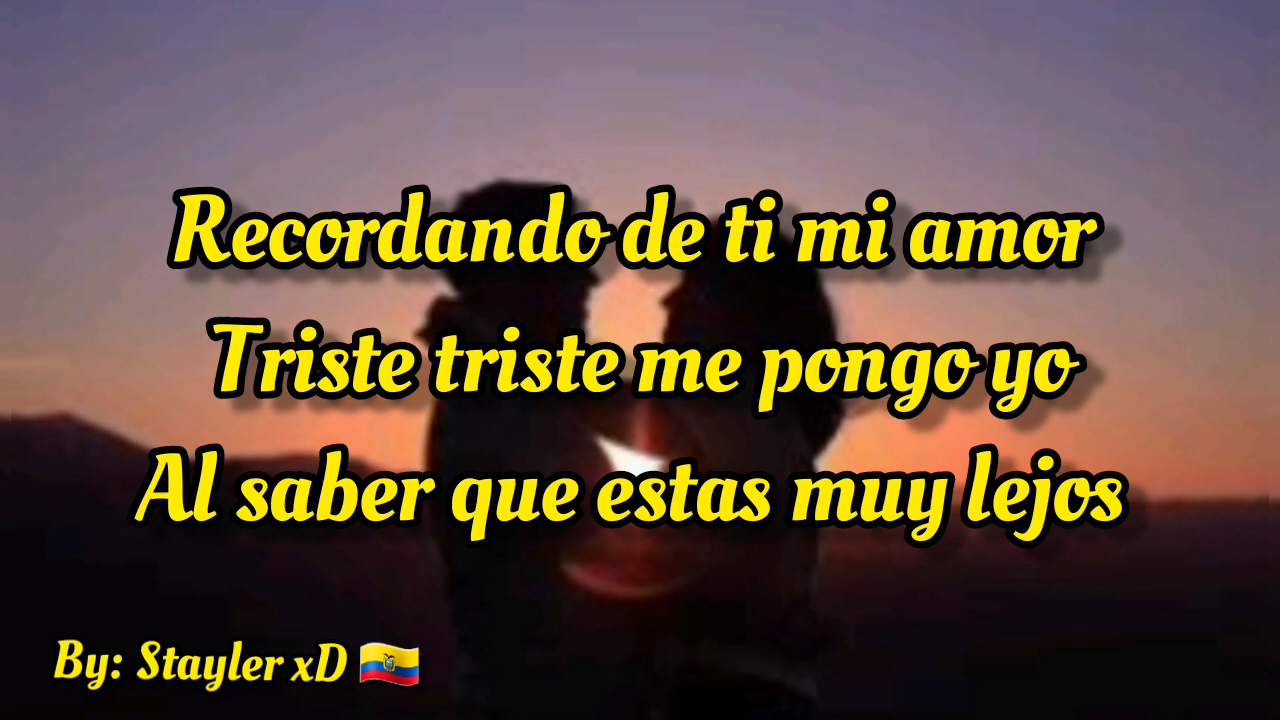 Recordando de ti mi amor
Triste triste me pongo yo
Al saber que estas muy lejos
By: Stayler xD 🇪🇨